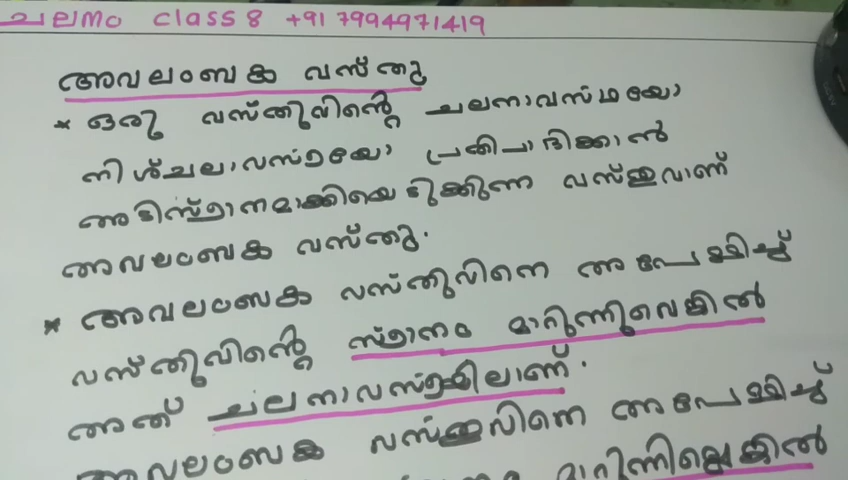 ചലനം class 8 +91 7994971419
അവലംബക വസ്തു
* ഒരു വസ്തുവിന്റെ ചലനാവസ്ഥയോ
നിശ്ചലാവസ്ഥയോ പ്രതിപാദിക്കാൻ
അടിസ്ഥാനമാക്കിയെടുക്കുന്ന വസ്തുവാണ്
അവലംബക വസ്തു.
* അവലംബക വസ്തുവിനെ അപേക്ഷിച്ച്
വസ്തുവിന്റെ സ്ഥാനം മാറുന്നുവെങ്കിൽ
അത് ചലനാവസ്ഥയിലാണ്.
അവലംബക വസ്തുവിനെ അപേക്ഷിച്ച്
മാറുന്നില്ലെങ്കിൽ